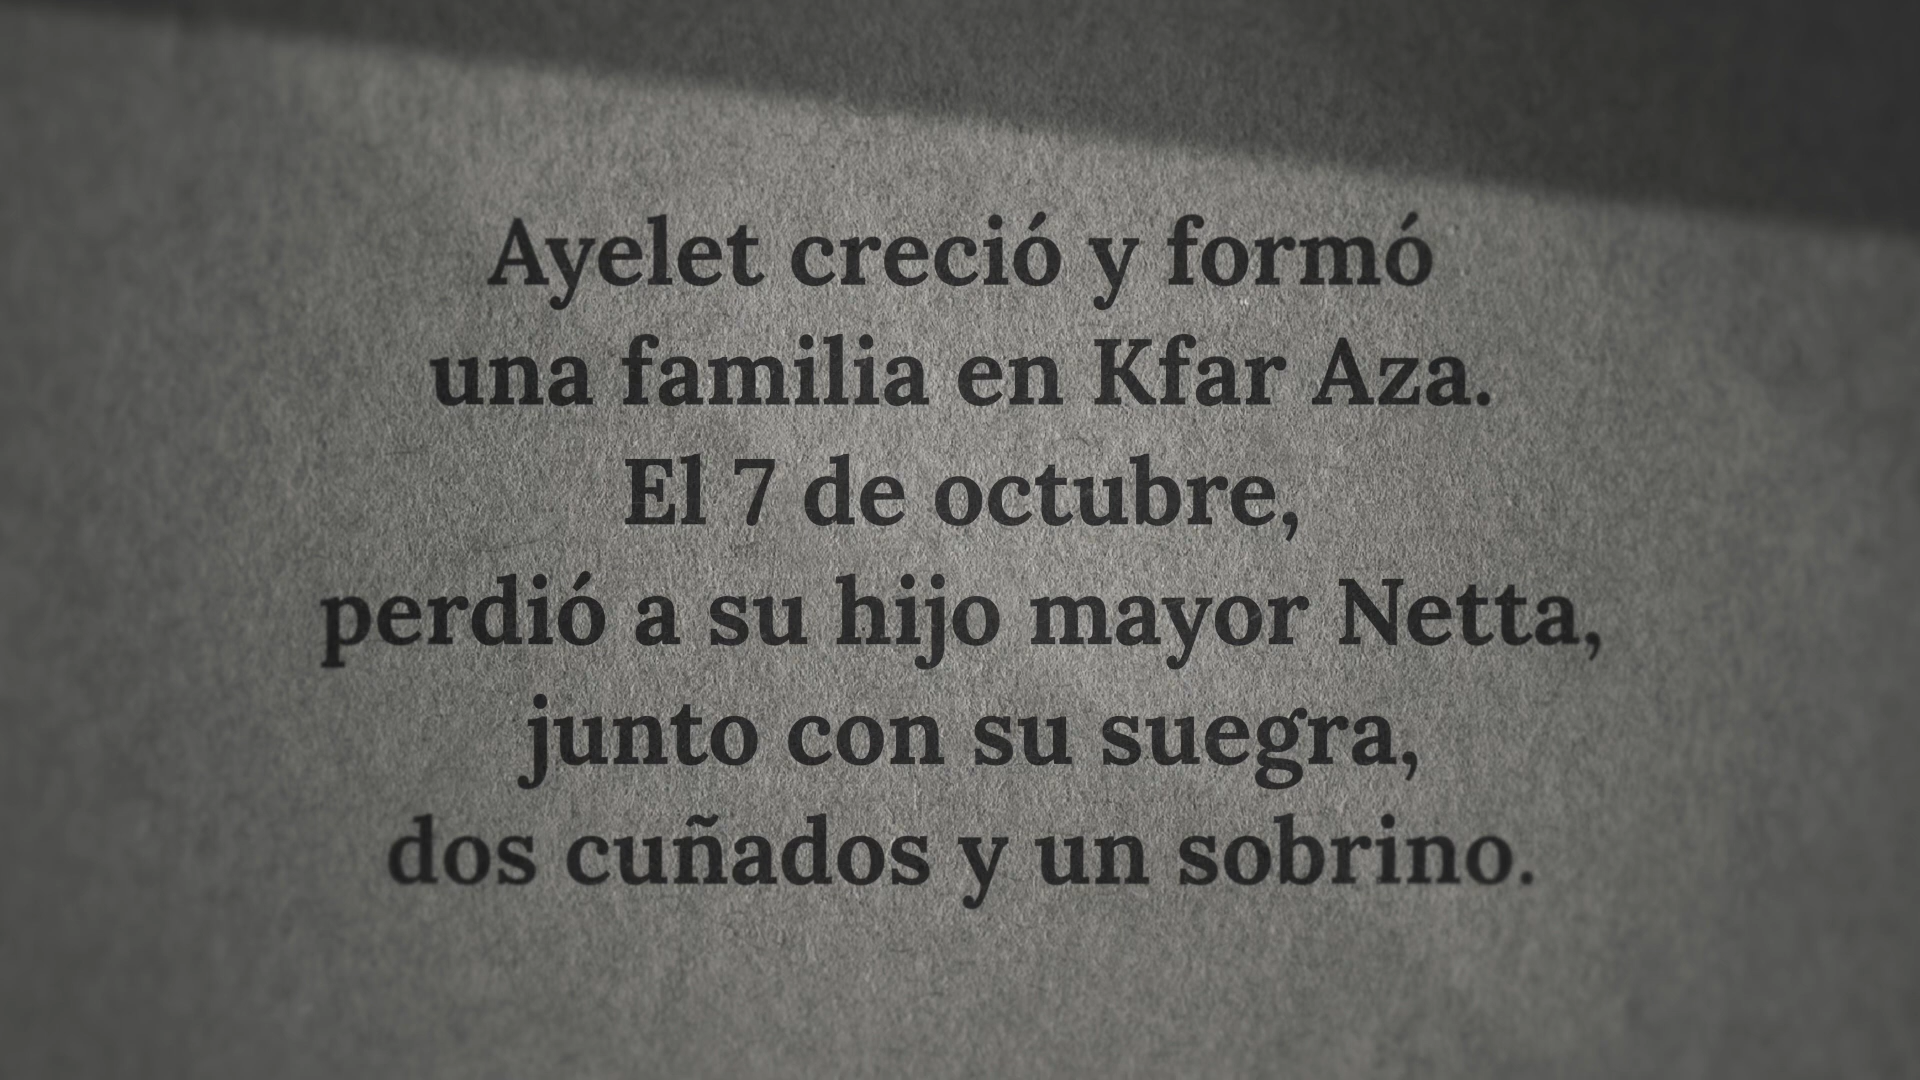 Ayelet creció y formó
una familia en Kfar Aza.
El 7 de octubre,
perdió a su hijo mayor Netta,
junto con su suegra,
dos cuñados y un sobrino.